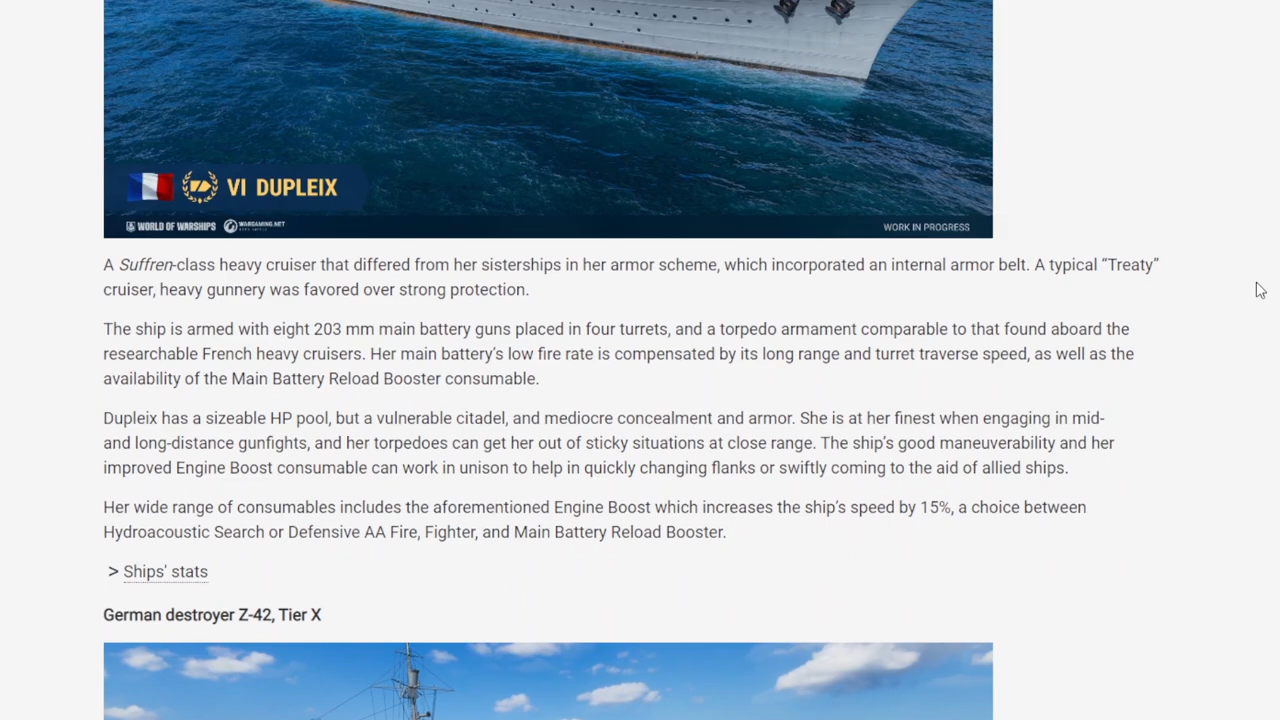 VI DUPLEIX
WORLD OF WARSHIPS WARGAMING.NET WORK IN PROGRESS
A Suffren-class heavy cruiser that differed from her sisterships in her armor scheme, which incorporated an internal armor belt. A typical “Treaty”
cruiser, heavy gunnery was favored over strong protection.
The ship is armed with eight 203 mm main battery guns placed in four turrets, and a torpedo armament comparable to that found aboard the
researchable French heavy cruisers. Her main battery’s low fire rate is compensated by its long range and turret traverse speed, as well as the
availability of the Main Battery Reload Booster consumable.
Dupleix has a sizeable HP pool, but a vulnerable citadel, and mediocre concealment and armor. She is at her finest when engaging in mid-
and long-distance gunfights, and her torpedoes can get her out of sticky situations at close range. The ship’s good maneuverability and her
improved Engine Boost consumable can work in unison to help in quickly changing flanks or swiftly coming to the aid of allied ships.
Her wide range of consumables includes the aforementioned Engine Boost which increases the ship’s speed by 15%, a choice between
Hydroacoustic Search or Defensive AA Fire, Fighter, and Main Battery Reload Booster.
> Ships' stats
German destroyer Z-42, Tier X